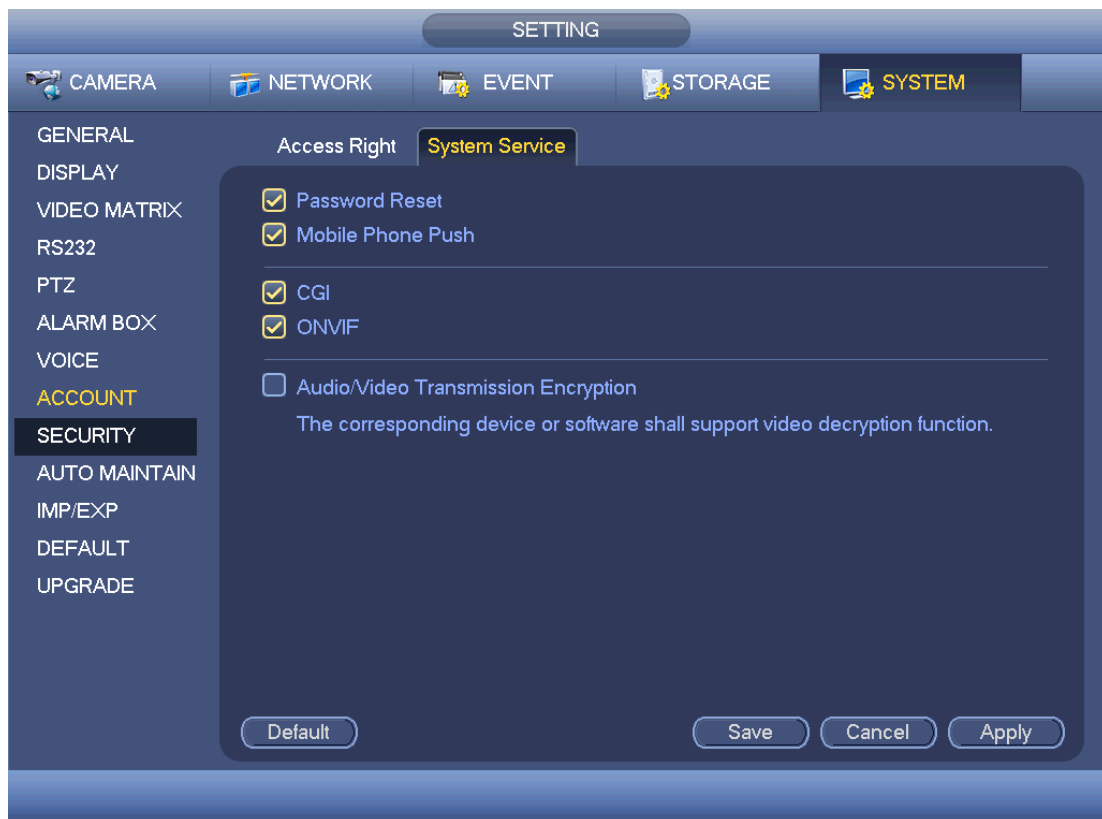 SETTING
CAMERA NETWORK EVENT STORAGE SYSTEM
GENERAL
DISPLAY
VIDEO MATRIX
RS232
PTZ
ALARM BOX
VOICE
ACCOUNT
SECURITY
AUTO MAINTAIN
IMP/EXP
DEFAULT
UPGRADE
Access Right System Service
Password Reset
Mobile Phone Push
CGI
ONVIF
Audio/Video Transmission Encryption
The corresponding device or software shall support video decryption function.
Default Save Cancel Apply